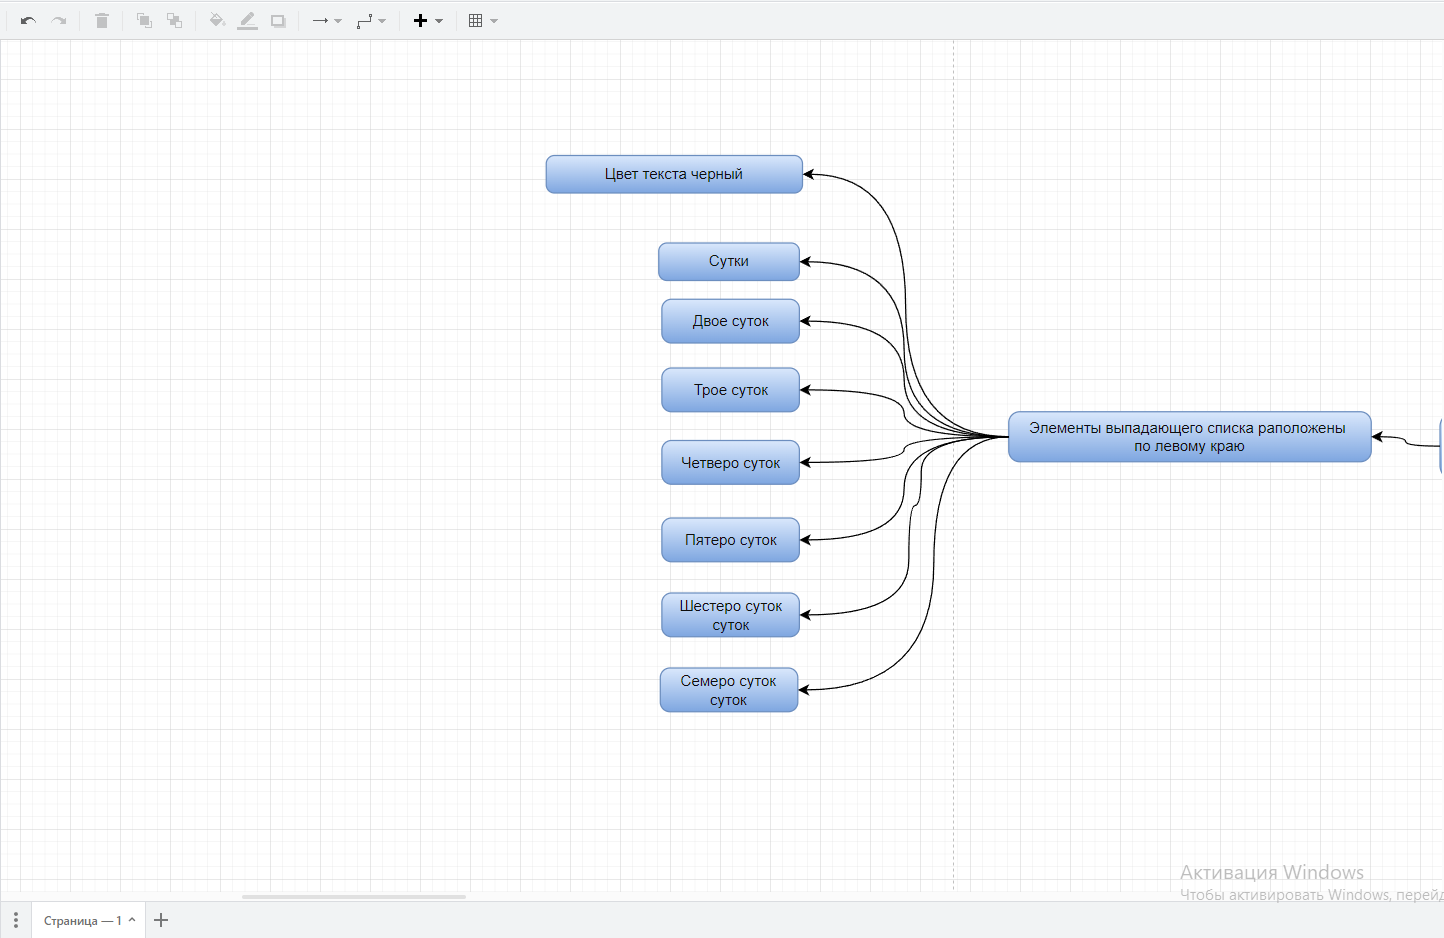 Цвет текста черный
Сутки
Двое суток
Трое суток
Элементы выпадающего списка раположены
по левому краю
Четверо суток
Пятеро суток
Шестеро суток
суток
Семеро суток
суток
Активация Windows
Чтобы активировать Windows, перейд
Страница — 1